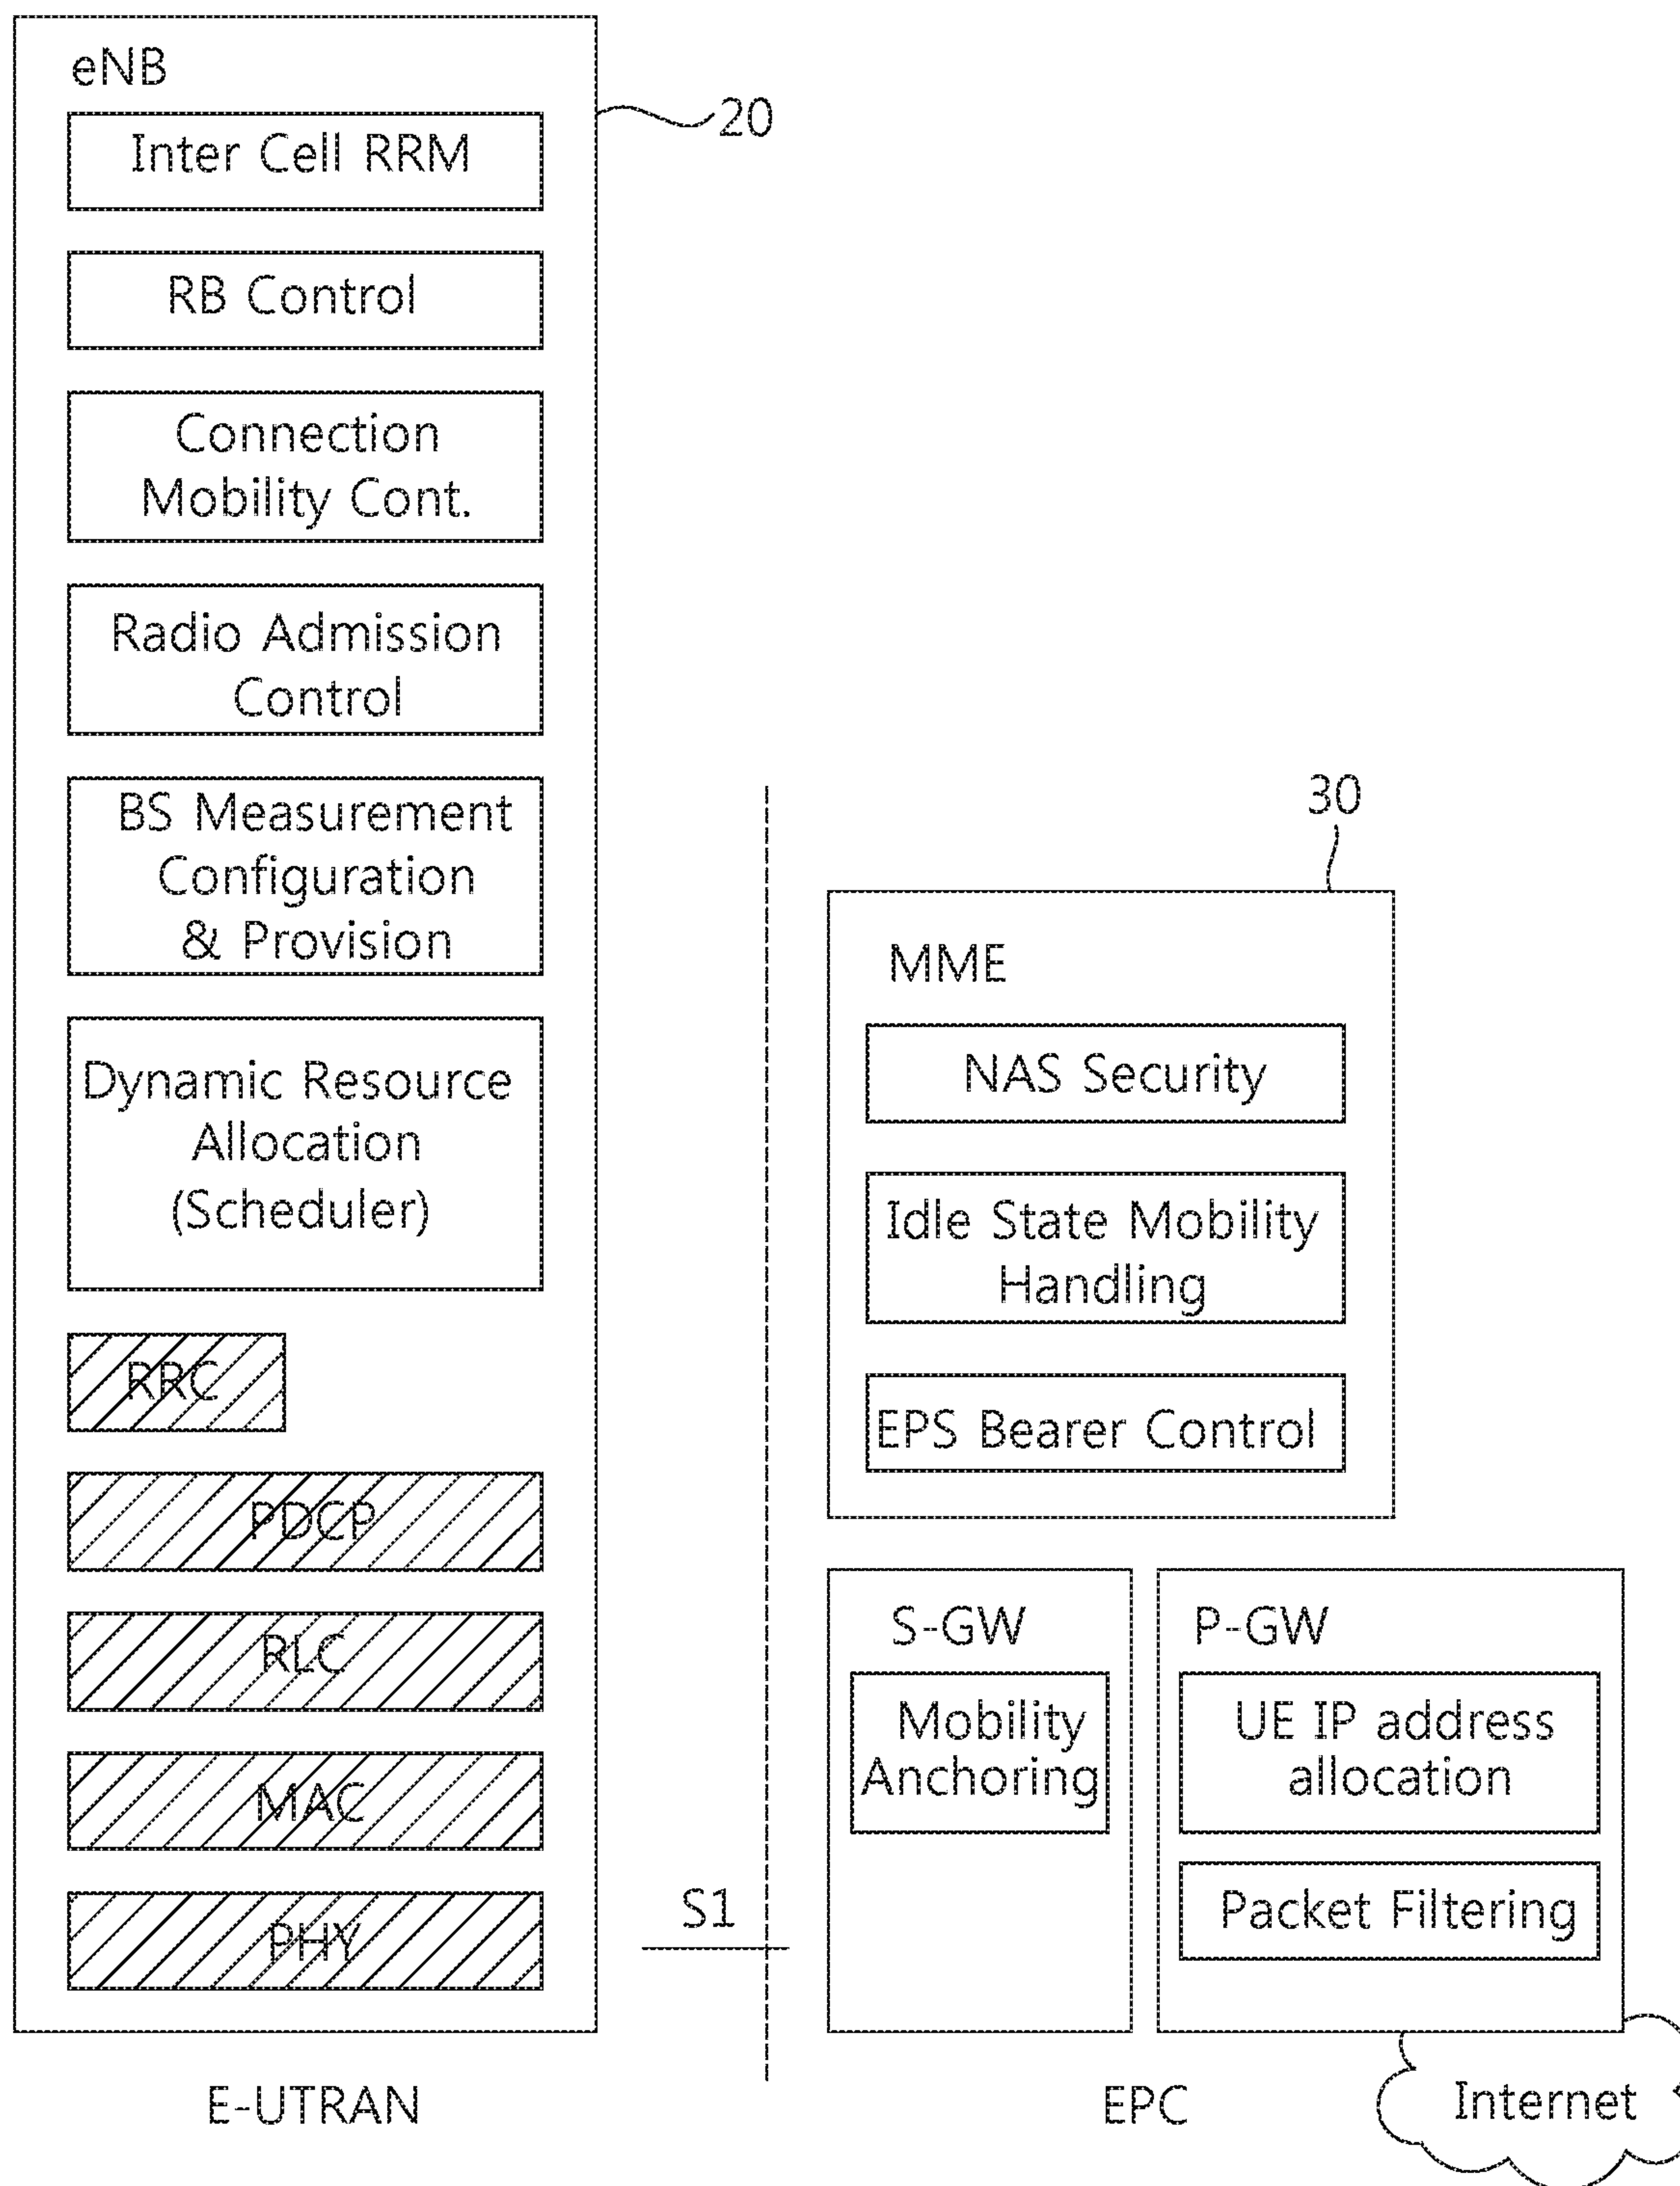 eNB
20
Inter Cell RRM
RB Control
Connection
Mobility Cont.
Radio Admission
Control
BS Measurement
Configuration
& Provision
Dynamic Resource
Allocation
(Scheduler)
RRC
PDCP
RLC
MAC
PHY
E-UTRAN
S1
30
MME
NAS Security
Idle State Mobility
Handling
EPS Bearer Control
S-GW
Mobility
Anchoring
P-GW
UE IP address
allocation
Packet Filtering
EPC
Internet